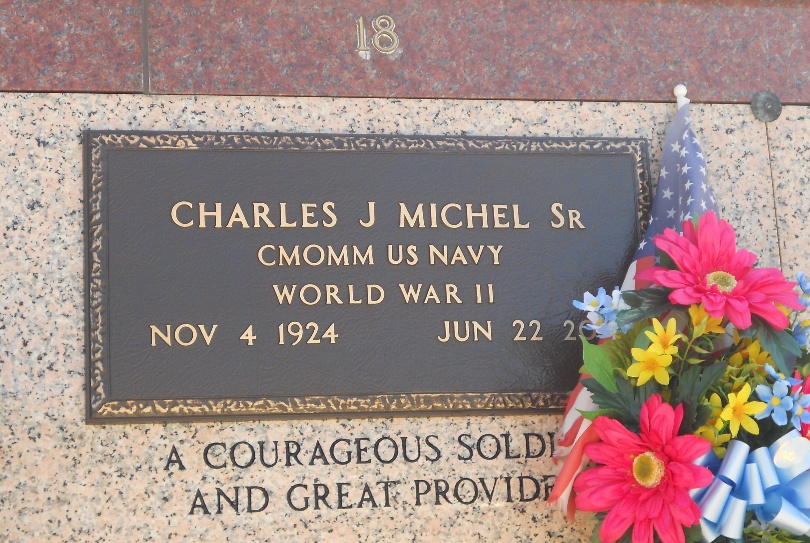 18
CHARLES J MICHEL SR
CMOMM US NAVY
WORLD WAR II
NOV 4 1924 JUN 22
A COURAGEOUS
AND GREAT